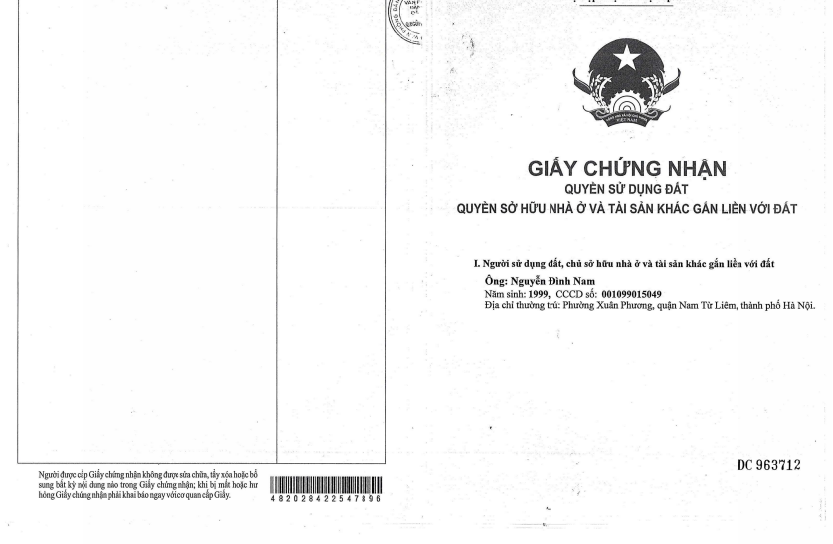 Người được cấp Giấy chứng nhận không được sửa chữa, tẩy xóa hoặc bổ
sung bất kỳ nội dung nào trong Giấy chứng nhận; khi bị mất hoặc hư
hỏng Giấy chứng nhận phải khai báo ngay với cơ quan cấp Giấy.
482028422547896
VIỆT NAM
GIẤY CHỨNG NHẬN
QUYỀN SỬ DỤNG ĐẤT
QUYỀN SỞ HỮU NHÀ Ở VÀ TÀI SẢN KHÁC GẮN LIỀN VỚI ĐẤT
I. Người sử dụng đất, chủ sở hữu nhà ở và tài sản khác gắn liền với đất
Ông: Nguyễn Đình Nam
Năm sinh: 1999, CCCD số: 001099015049
Địa chỉ thường trú: Phường Xuân Phương, quận Nam Từ Liêm, thành phố Hà Nội.
DC 963712